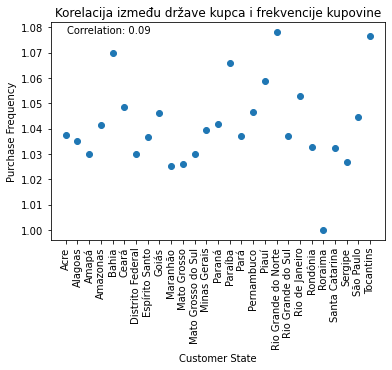 Korelacija između države kupca i frekvencije kupovine
Correlation: 0.09
Purchase Frequency
1.08
1.07
1.06
1.05
1.04
1.03
1.02
1.01
1.00
Acre
Alagoas
Amapá
Amazonas
Bahia
Ceará
Distrito Federal
Espírito Santo
Goiás
Maranhão
Mato Grosso
Mato Grosso do Sul
Minas Gerais
Paraná
Paraíba
Pará
Pernambuco
Piauí
Rio Grande do Norte
Rio Grande do Sul
Rio de Janeiro
Rondônia
Roraima
Santa Catarina
Sergipe
São Paulo
Tocantins
Customer State